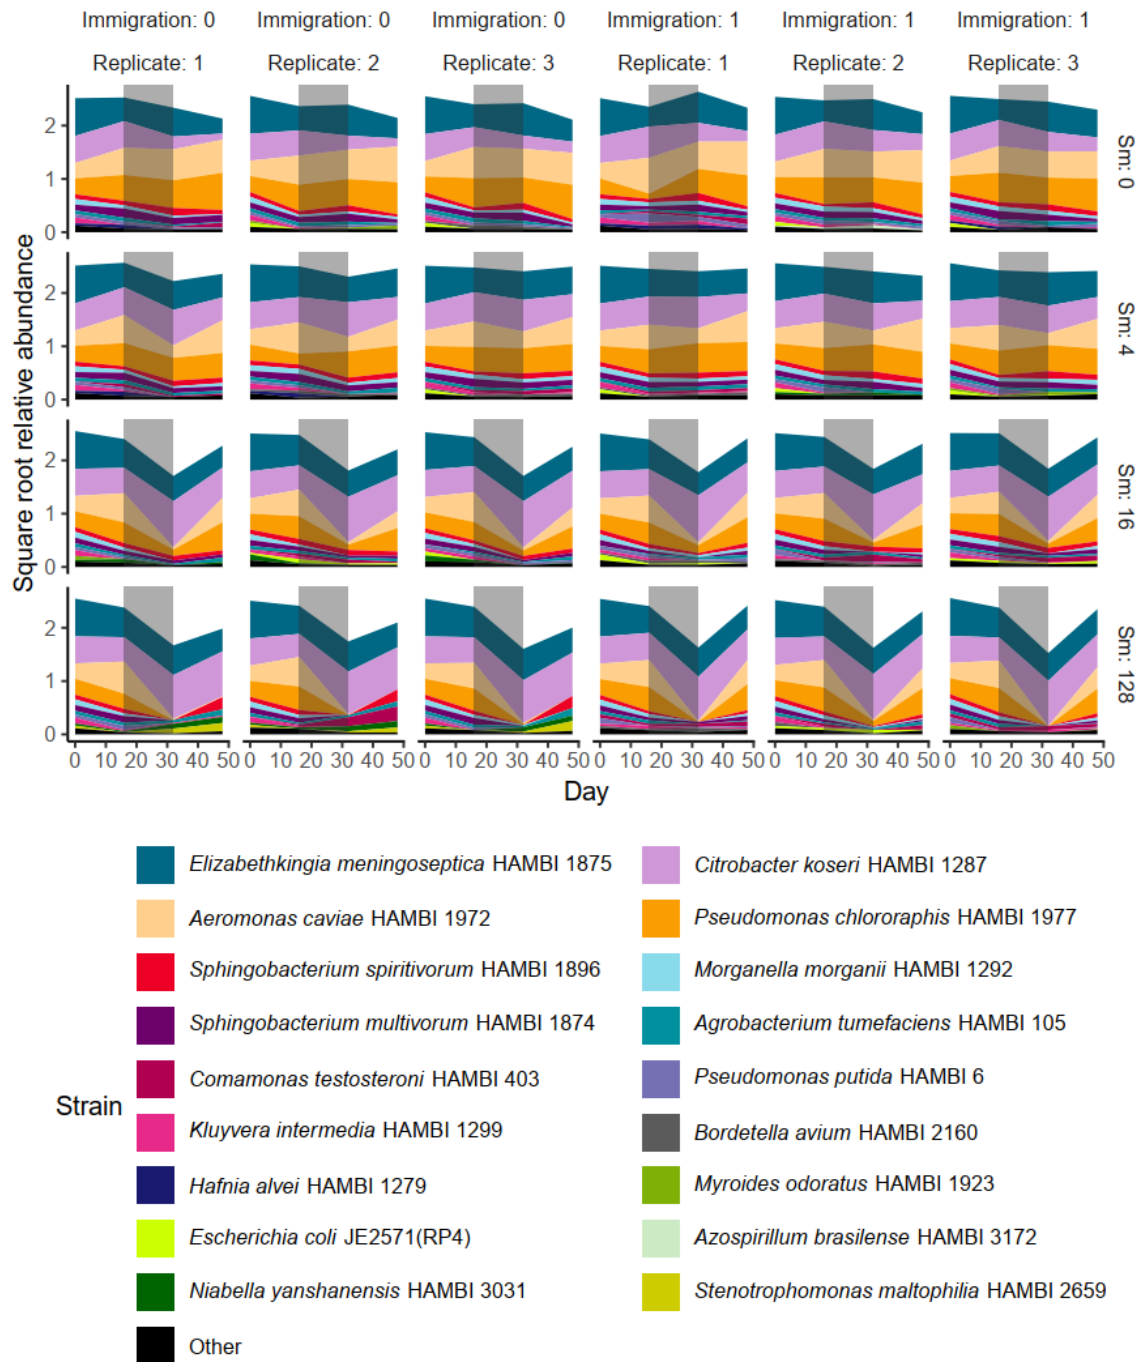 Immigration: 0 Immigration: 0 Immigration: 0 Immigration: 1 Immigration: 1 Immigration: 1
Replicate: 1 Replicate: 2 Replicate: 3 Replicate: 1 Replicate: 2 Replicate: 3
2
1
0
Sm: 0
2
1
0
Sm: 4
2
1
0
Sm: 16
2
1
0
Sm: 128
Square root relative abundance
0 10 20 30 40 50 0 10 20 30 40 50 0 10 20 30 40 50 0 10 20 30 40 50 0 10 20 30 40 50 0 10 20 30 40 50
Day
Strain
Elizabethkingia meningoseptica HAMBI 1875
Citrobacter koseri HAMBI 1287
Aeromonas caviae HAMBI 1972
Pseudomonas chlororaphis HAMBI 1977
Sphingobacterium spiritivorum HAMBI 1896
Morganella morganii HAMBI 1292
Sphingobacterium multivorum HAMBI 1874
Agrobacterium tumefaciens HAMBI 105
Comamonas testosteroni HAMBI 403
Pseudomonas putida HAMBI 6
Kluyvera intermedia HAMBI 1299
Bordetella avium HAMBI 2160
Hafnia alvei HAMBI 1279
Myroides odoratus HAMBI 1923
Escherichia coli JE2571(RP4)
Azospirillum brasilense HAMBI 3172
Niabella yanshanensis HAMBI 3031
Stenotrophomonas maltophilia HAMBI 2659
Other